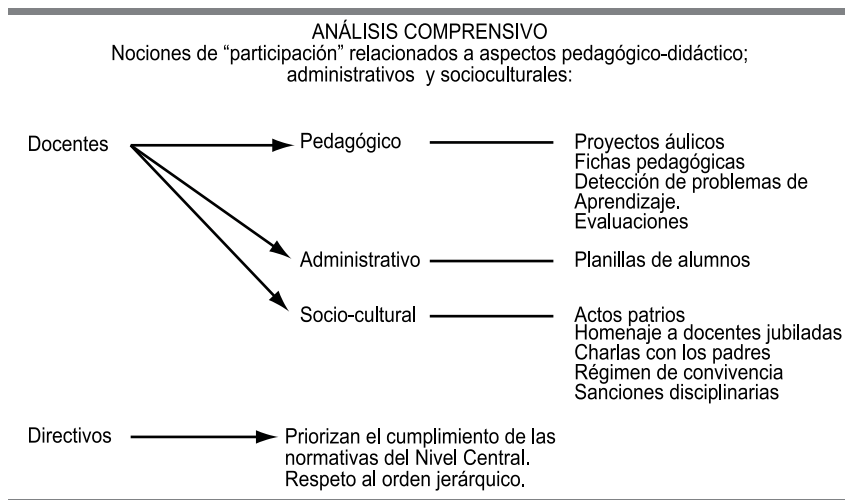 ANÁLISIS COMPRENSIVO
Nociones de “participación” relacionados a aspectos pedagógico-didáctico;
administrativos y socioculturales:
Docentes
Pedagógico
Proyectos áulicos
Fichas pedagógicas
Detección de problemas de
Aprendizaje.
Evaluaciones
Administrativo
Planillas de alumnos
Socio-cultural
Actos patrios
Homenaje a docentes jubiladas
Charlas con los padres
Régimen de convivencia
Sanciones disciplinarias
Directivos
Priorizan el cumplimiento de las
normativas del Nivel Central.
Respeto al orden jerárquico.